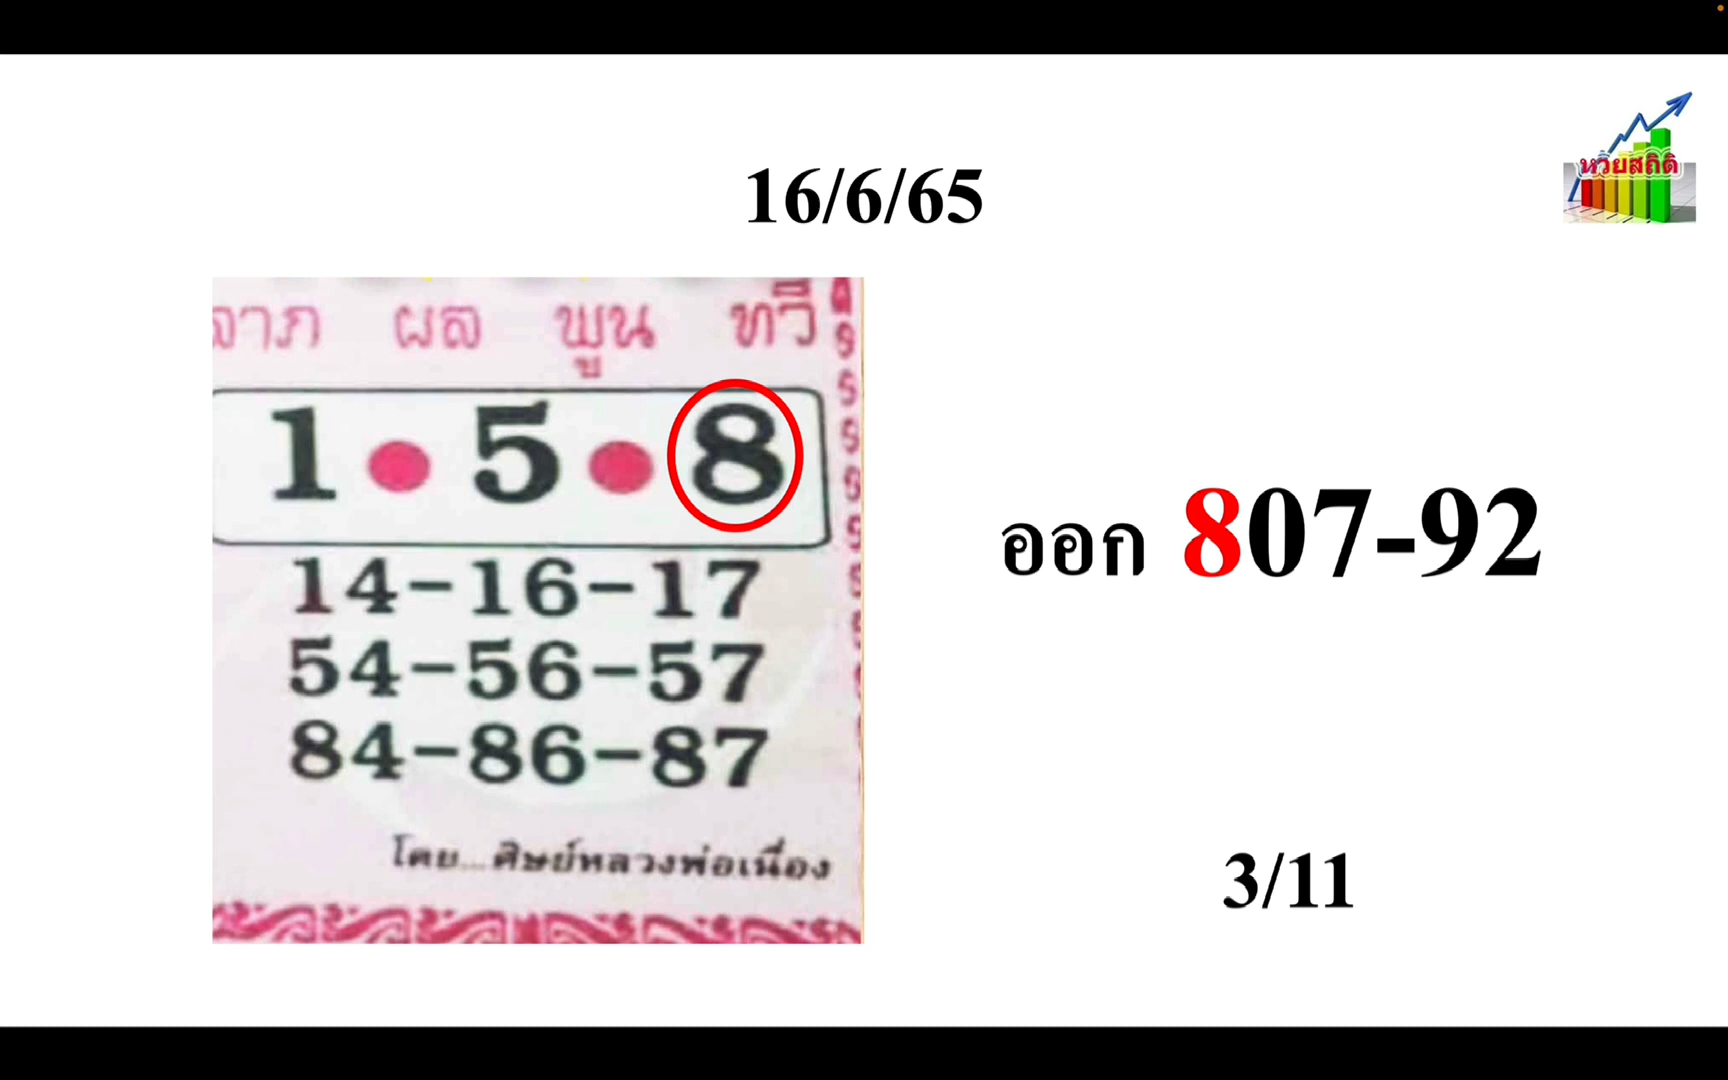 16/6/65
หวยสถิติ
ลาภ ผล พูน ทวี
1 • 5 • 8
14-16-17
54-56-57
84-86-87
โดย...ศิษย์หลวงพ่อเนื่อง
ออก 807-92
3/11